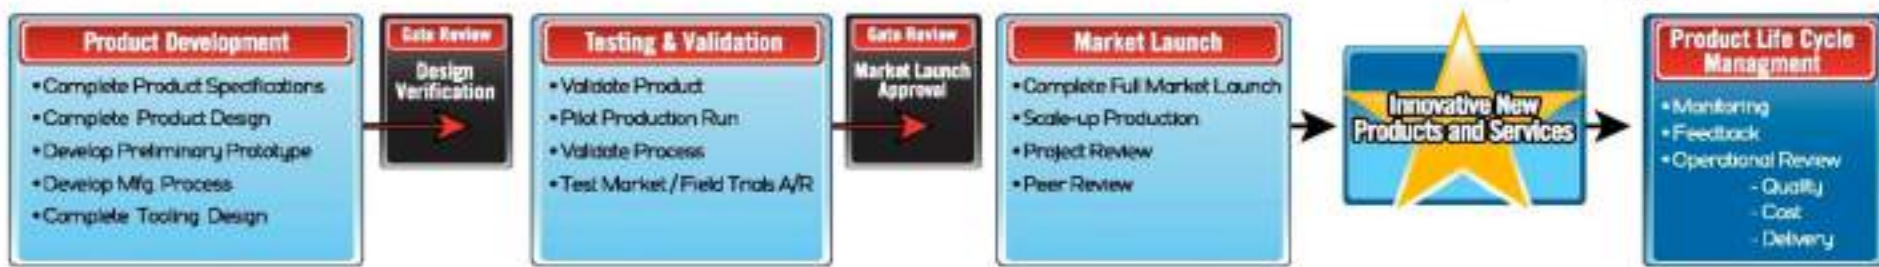 Product Development
•Complete Product Specifications
•Complete Product Design
•Develop Preliminary Prototype
•Develop Mfg. Process
•Complete Tooling Design
Gate Review
Design
Verification
Testing & Validation
•Validate Product
•Pilot Production Run
•Validate Process
•Test Market / Field Trials A/R
Gate Review
Market Launch
Approval
Market Launch
•Complete Full Market Launch
•Scale-up Production
•Project Review
•Peer Review
Innovative New
Products and Services
Product Life Cycle
Managment
•Monitoring
•Feedback
•Operational Review
- Quality
- Cost
- Delivery